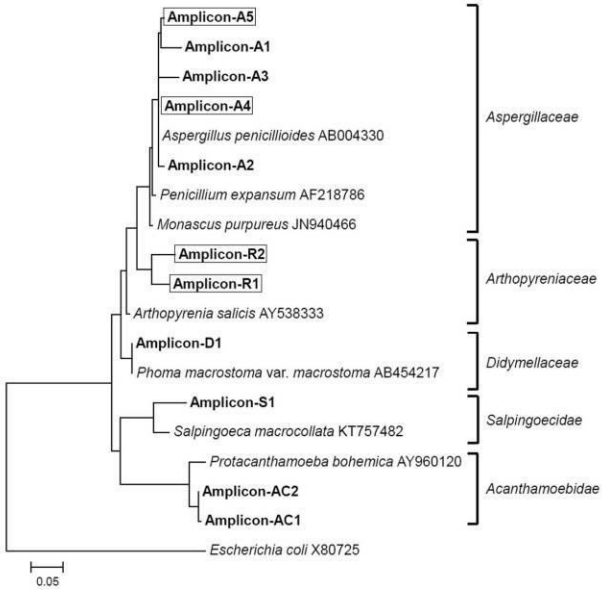 Amplicon-A5
Amplicon-A1
Amplicon-A3
Amplicon-A4
Aspergillus penicillioides AB004330
Amplicon-A2
Penicillium expansum AF218786
Monascus purpureus JN940466
Aspergillaceae
Amplicon-R2
Amplicon-R1
Arthopyrenia salicis AY538333
Arthopyreniaceae
Amplicon-D1
Phoma macrostoma var. macrostoma AB454217
Didymellaceae
Amplicon-S1
Salpingoeca macrocollata KT757482
Salpingoecidae
Protacanthamoeba bohemica AY960120
Amplicon-AC2
Amplicon-AC1
Acanthamoebidae
Escherichia coli X80725
0.05